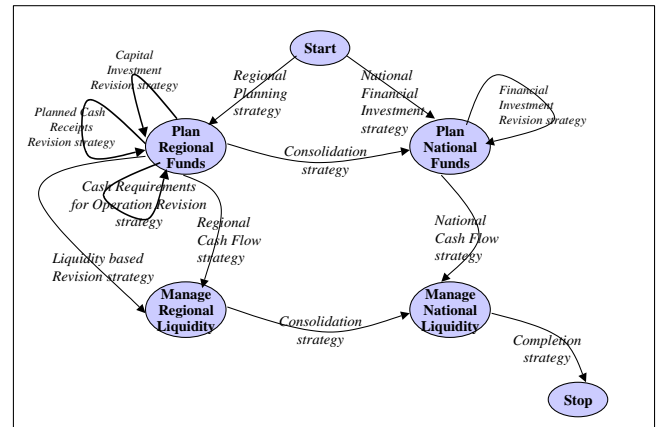 Start
Capital
Investment
Revision strategy
Regional
Planning
strategy
National
Financial
Investment
strategy
Financial
Investment
Revision strategy
Planned Cash
Receipts
Revision strategy
Plan
Regional
Funds
Consolidation
strategy
Plan
National
Funds
Cash Requirements
for Operation Revision
strategy
Regional
Cash Flow
strategy
National
Cash Flow
strategy
Liquidity based
Revision strategy
Manage
Regional
Liquidity
Consolidation
strategy
Manage
National
Liquidity
Completion
strategy
Stop